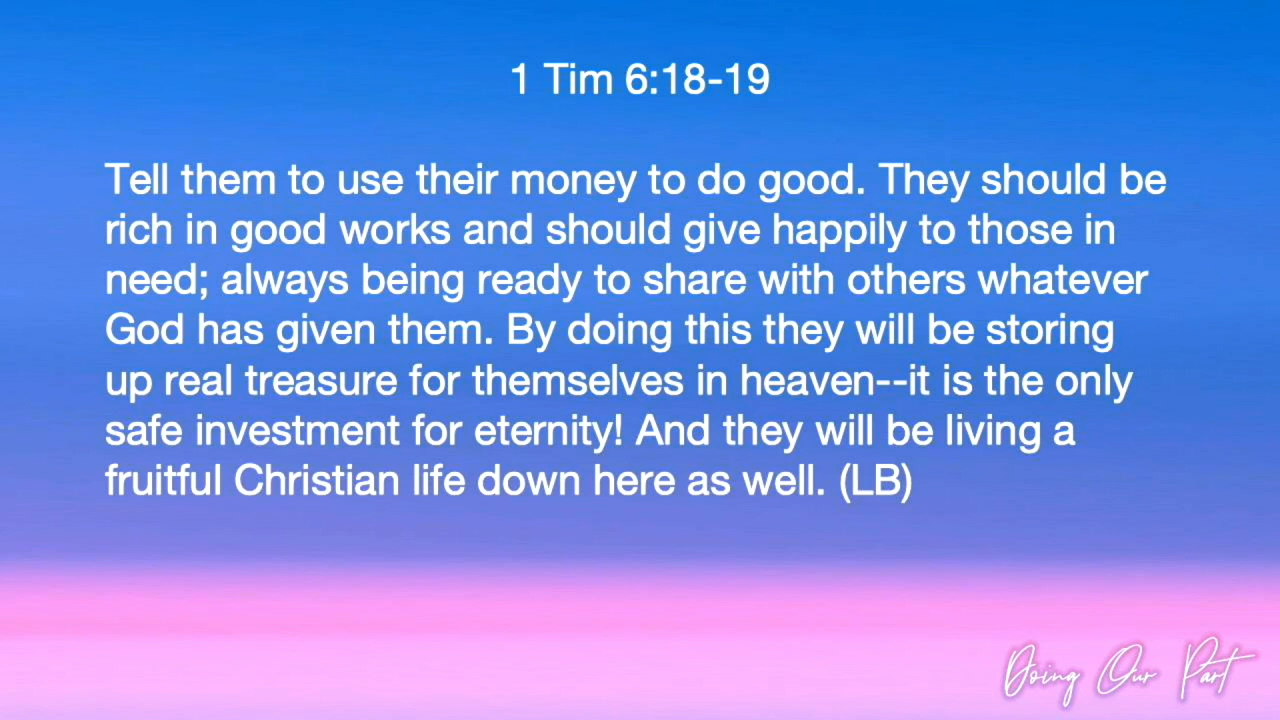 1 Tim 6:18-19
Tell them to use their money to do good. They should be
rich in good works and should give happily to those in
need; always being ready to share with others whatever
God has given them. By doing this they will be storing
up real treasure for themselves in heaven--it is the only
safe investment for eternity! And they will be living a
fruitful Christian life down here as well. (LB)
Doing Our Part